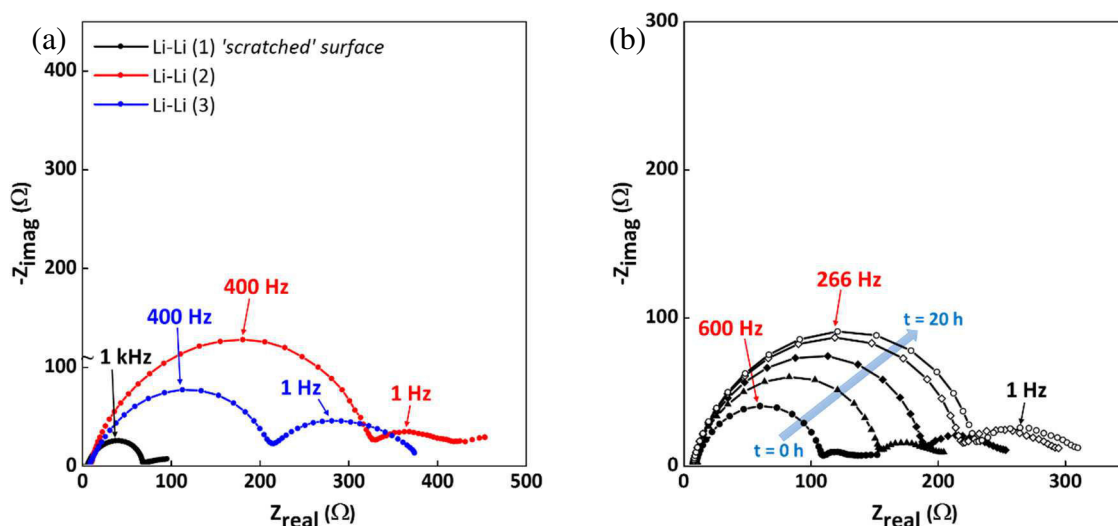 (a)
Li-Li (1) 'scratched' surface
Li-Li (2)
Li-Li (3)
400
300
200
100
0
-Zimag (Ω)
400 Hz
400 Hz
~ 1 kHz
1 Hz
1 Hz
0 100 200 300 400 500
Zreal (Ω)
(b)
300
200
100
0
-Zimag (Ω)
266 Hz
600 Hz
t = 20 h
1 Hz
t = 0 h
0 100 200 300
Zreal (Ω)